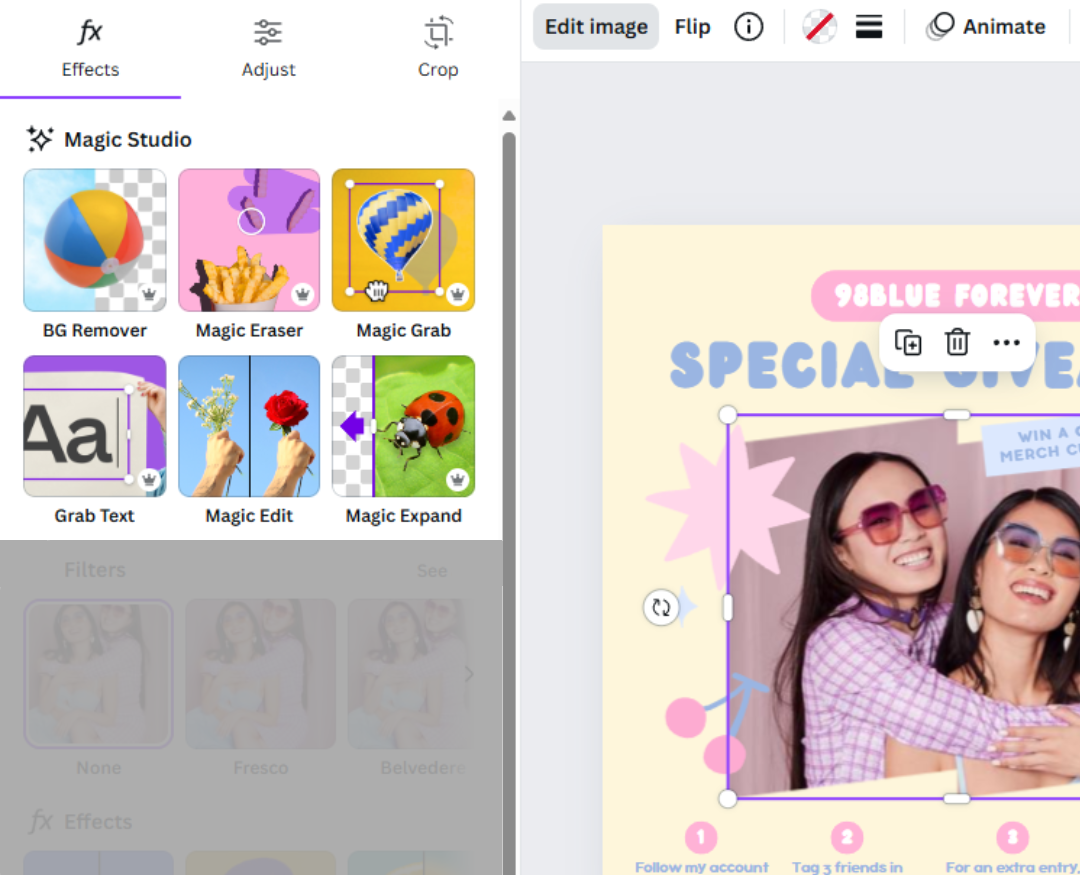 Effects
Adjust
Crop
Magic Studio
BG Remover
Magic Eraser
Magic Grab
Aa
Grab Text
Magic Edit
Magic Expand
Filters
See
None
Fresco
Belvedere
fx Effects
Edit image
Flip
Animate
98BLUE FOREVER
SPECIAL
WIN A
MERCH
1
2
3
Follow my account
Tag 3 friends in
For an extra entry,